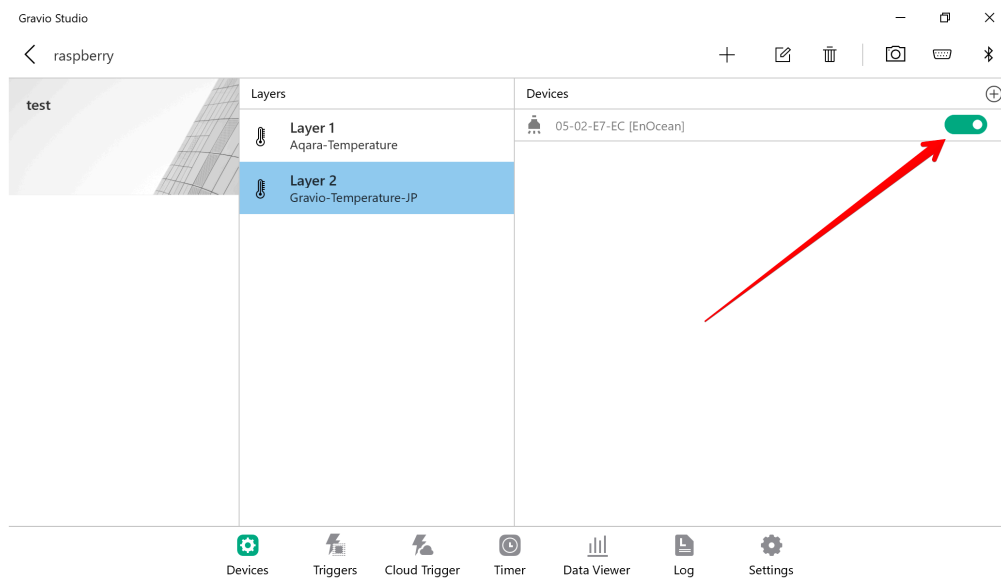 Gravio Studio
raspberry
test
Layers
Layer 1
Aqara-Temperature
Layer 2
Gravio-Temperature-JP
Devices
05-02-E7-EC [EnOcean]
Devices
Triggers
Cloud Trigger
Timer
Data Viewer
Log
Settings